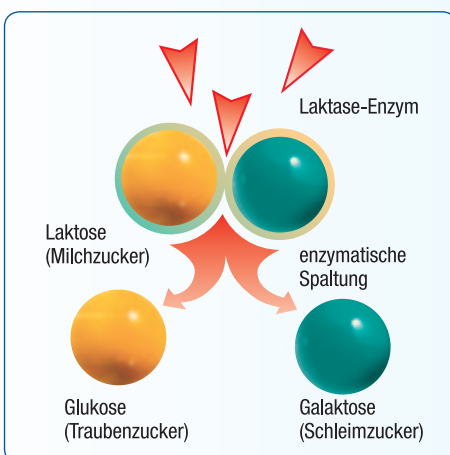 Laktase-Enzym
Laktose
(Milchzucker)
enzymatische
Spaltung
Glukose
(Traubenzucker)
Galaktose
(Schleimzucker)